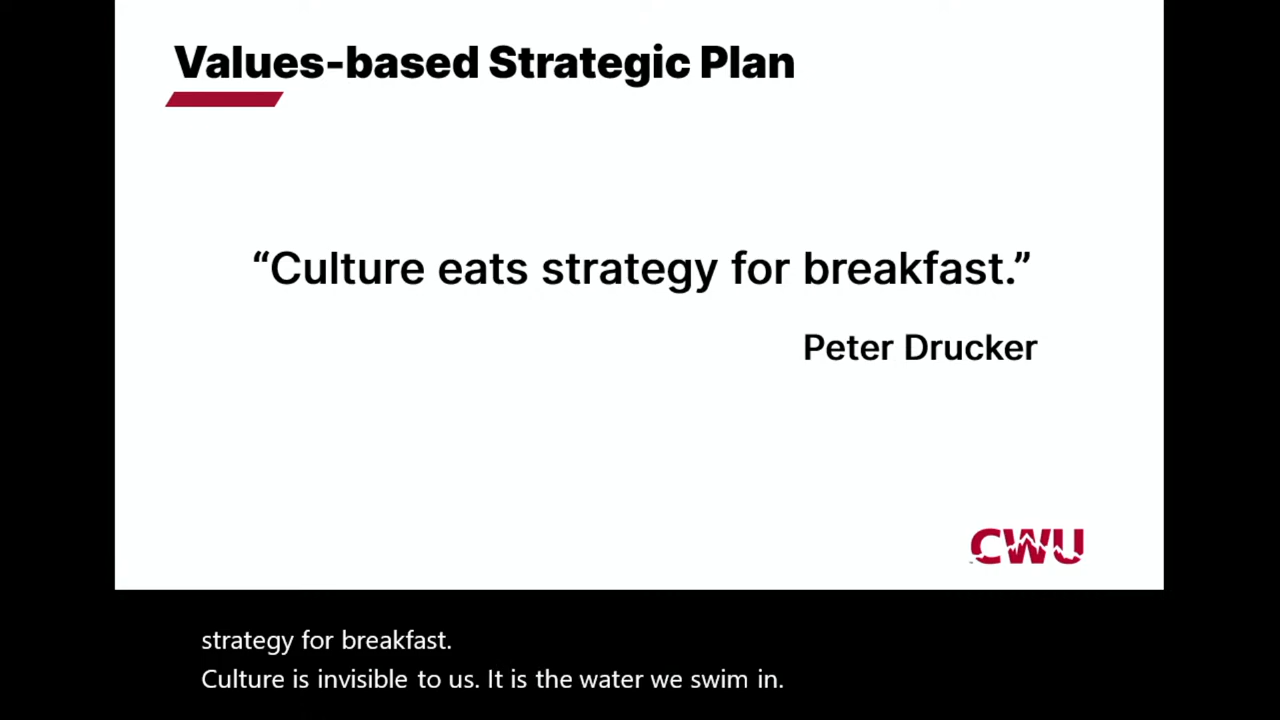 Values-based Strategic Plan
“Culture eats strategy for breakfast.”
Peter Drucker
CWU
strategy for breakfast.
Culture is invisible to us. It is the water we swim in.